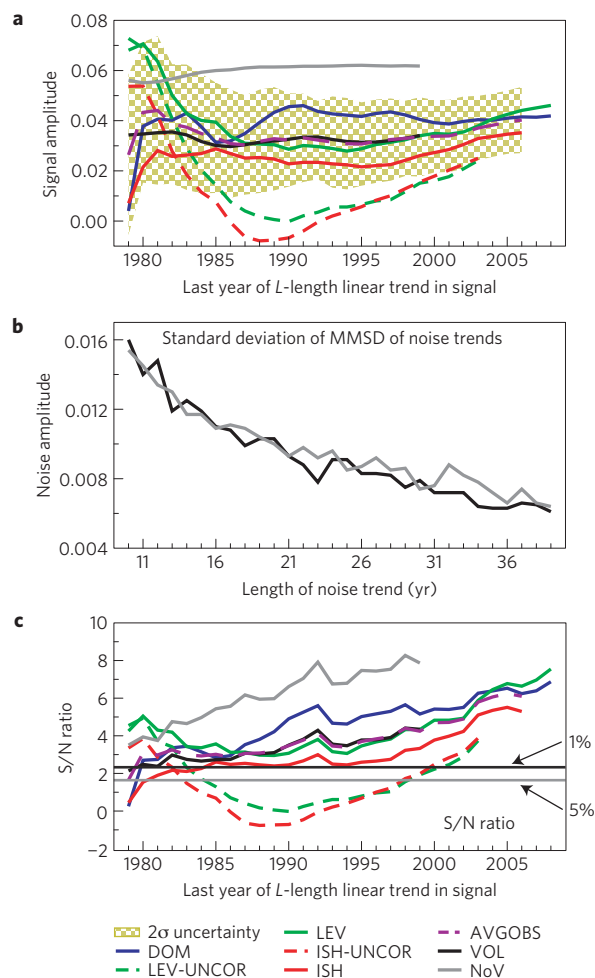 a
0.08
0.06
0.04
0.02
0.00
Signal amplitude
1980 1985 1990 1995 2000 2005
Last year of L-length linear trend in signal
b
Standard deviation of MMSD of noise trends
0.016
0.012
0.008
0.004
Noise amplitude
11 16 21 26 31 36
Length of noise trend (yr)
c
10
8
6
4
2
0
−2
S/N ratio
1%
5%
S/N ratio
1980 1985 1990 1995 2000 2005
Last year of L-length linear trend in signal
2σ uncertainty LEV AVGOBS
DOM ISH-UNCOR VOL
LEV-UNCOR ISH NoV